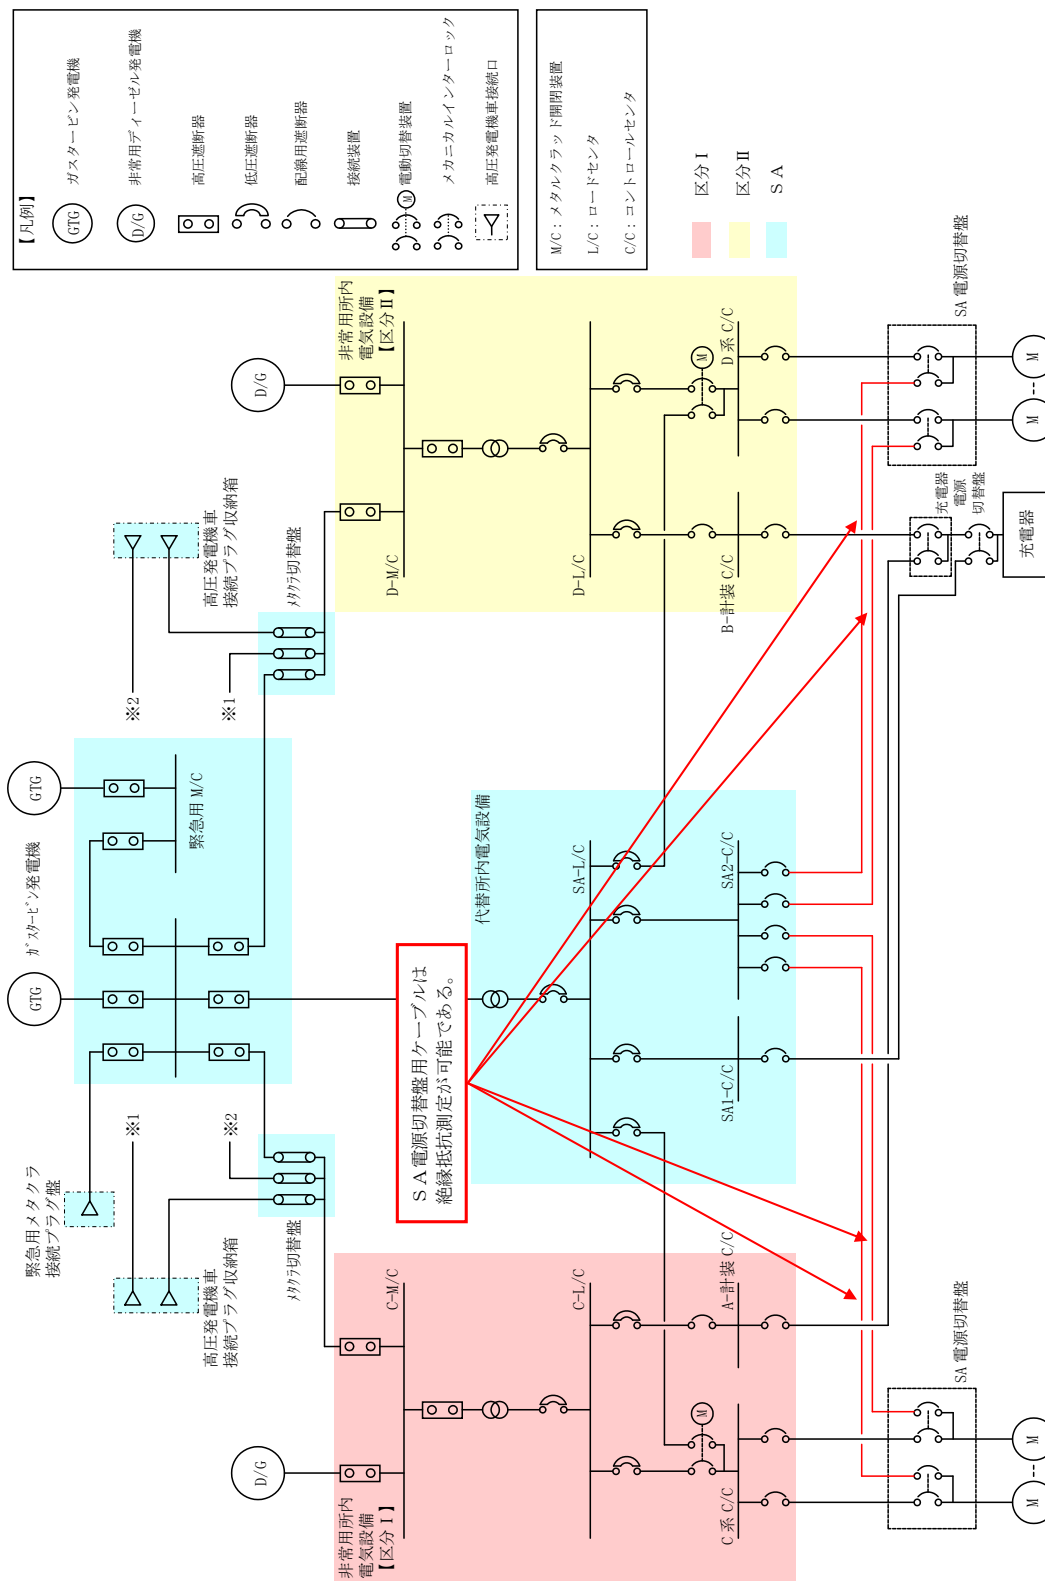 【凡例】
GTG ガスタービン発電機
D/G 非常用ディーゼル発電機
高圧遮断器
低圧遮断器
配線用遮断器
接続装置
M 電動切替装置
メカニカルインターロック
高圧発電機車接続口
M/C：メタルクラッド開閉装置
L/C：ロードセンタ
C/C：コントロールセンタ
区分Ⅰ
区分Ⅱ
ＳＡ
緊急用メタクラ
接続プラグ盤
ガスタービン発電機
GTG
GTG
緊急用 M/C
高圧発電機車
接続プラグ収納箱
※1
※2
メタクラ切替盤
高圧発電機車
接続プラグ収納箱
※2
※1
メタクラ切替盤
D/G
D/G
非常用所内
電気設備
【区分Ⅰ】
C-M/C
C-L/C
C 系 C/C
A-計装 C/C
M
ＳＡ電源切替盤用ケーブルは
絶縁抵抗測定が可能である。
代替所内電気設備
SA-L/C
SA1-C/C
SA2-C/C
非常用所内
電気設備
【区分Ⅱ】
D-M/C
D-L/C
B-計装 C/C
D 系 C/C
M
SA 電源切替盤
M
M
充電器
電源
切替盤
充電器
SA 電源切替盤
M
M